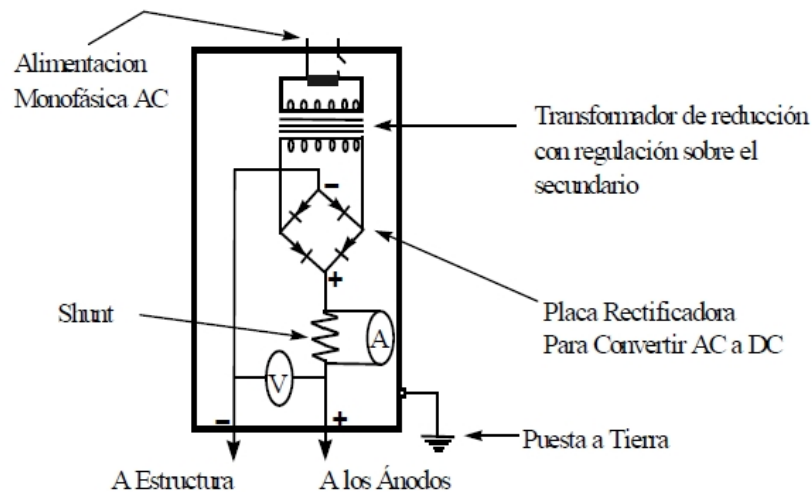 Alimentacion
Monofásica AC
Transformador de reducción
con regulación sobre el
secundario
-
+
Shunt
A
Placa Rectificadora
Para Convertir AC a DC
V
-
+
Puesta a Tierra
A Estructura
A los Ánodos